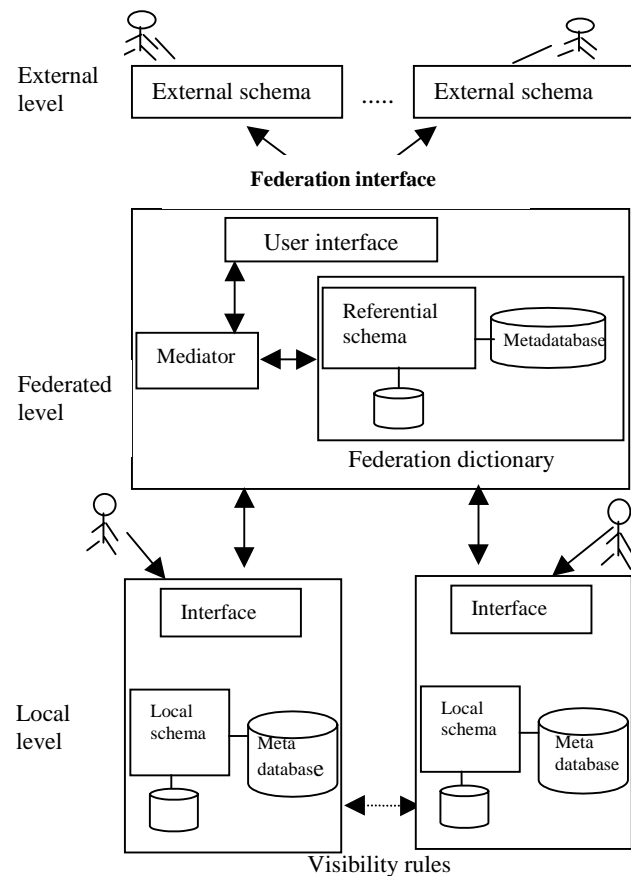 External
level
External schema
.....
External schema
Federation interface
Federated
level
User interface
Mediator
Referential
schema
Metadatabase
Federation dictionary
Local
level
Interface
Local
schema
Meta
database
Interface
Local
schema
Meta
database
Visibility rules